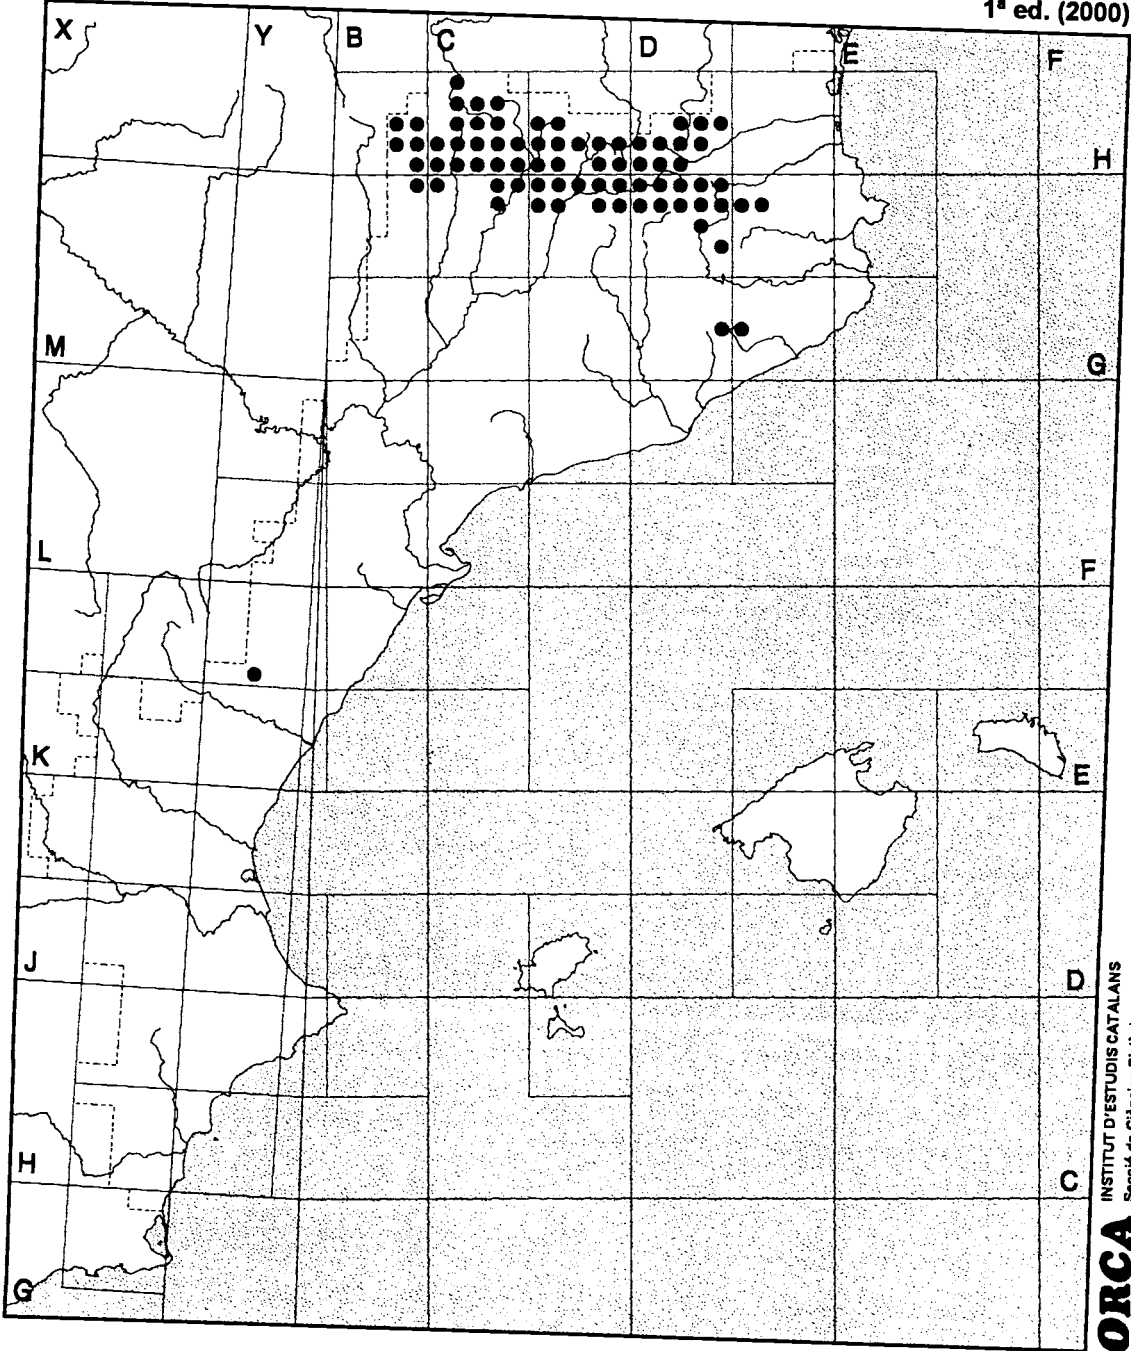 1ª ed. (2000)
X Y B C D E F
H
M G
L F
K E
J D
H C
G
INSTITUT D'ESTUDIS CATALANS
ORCA